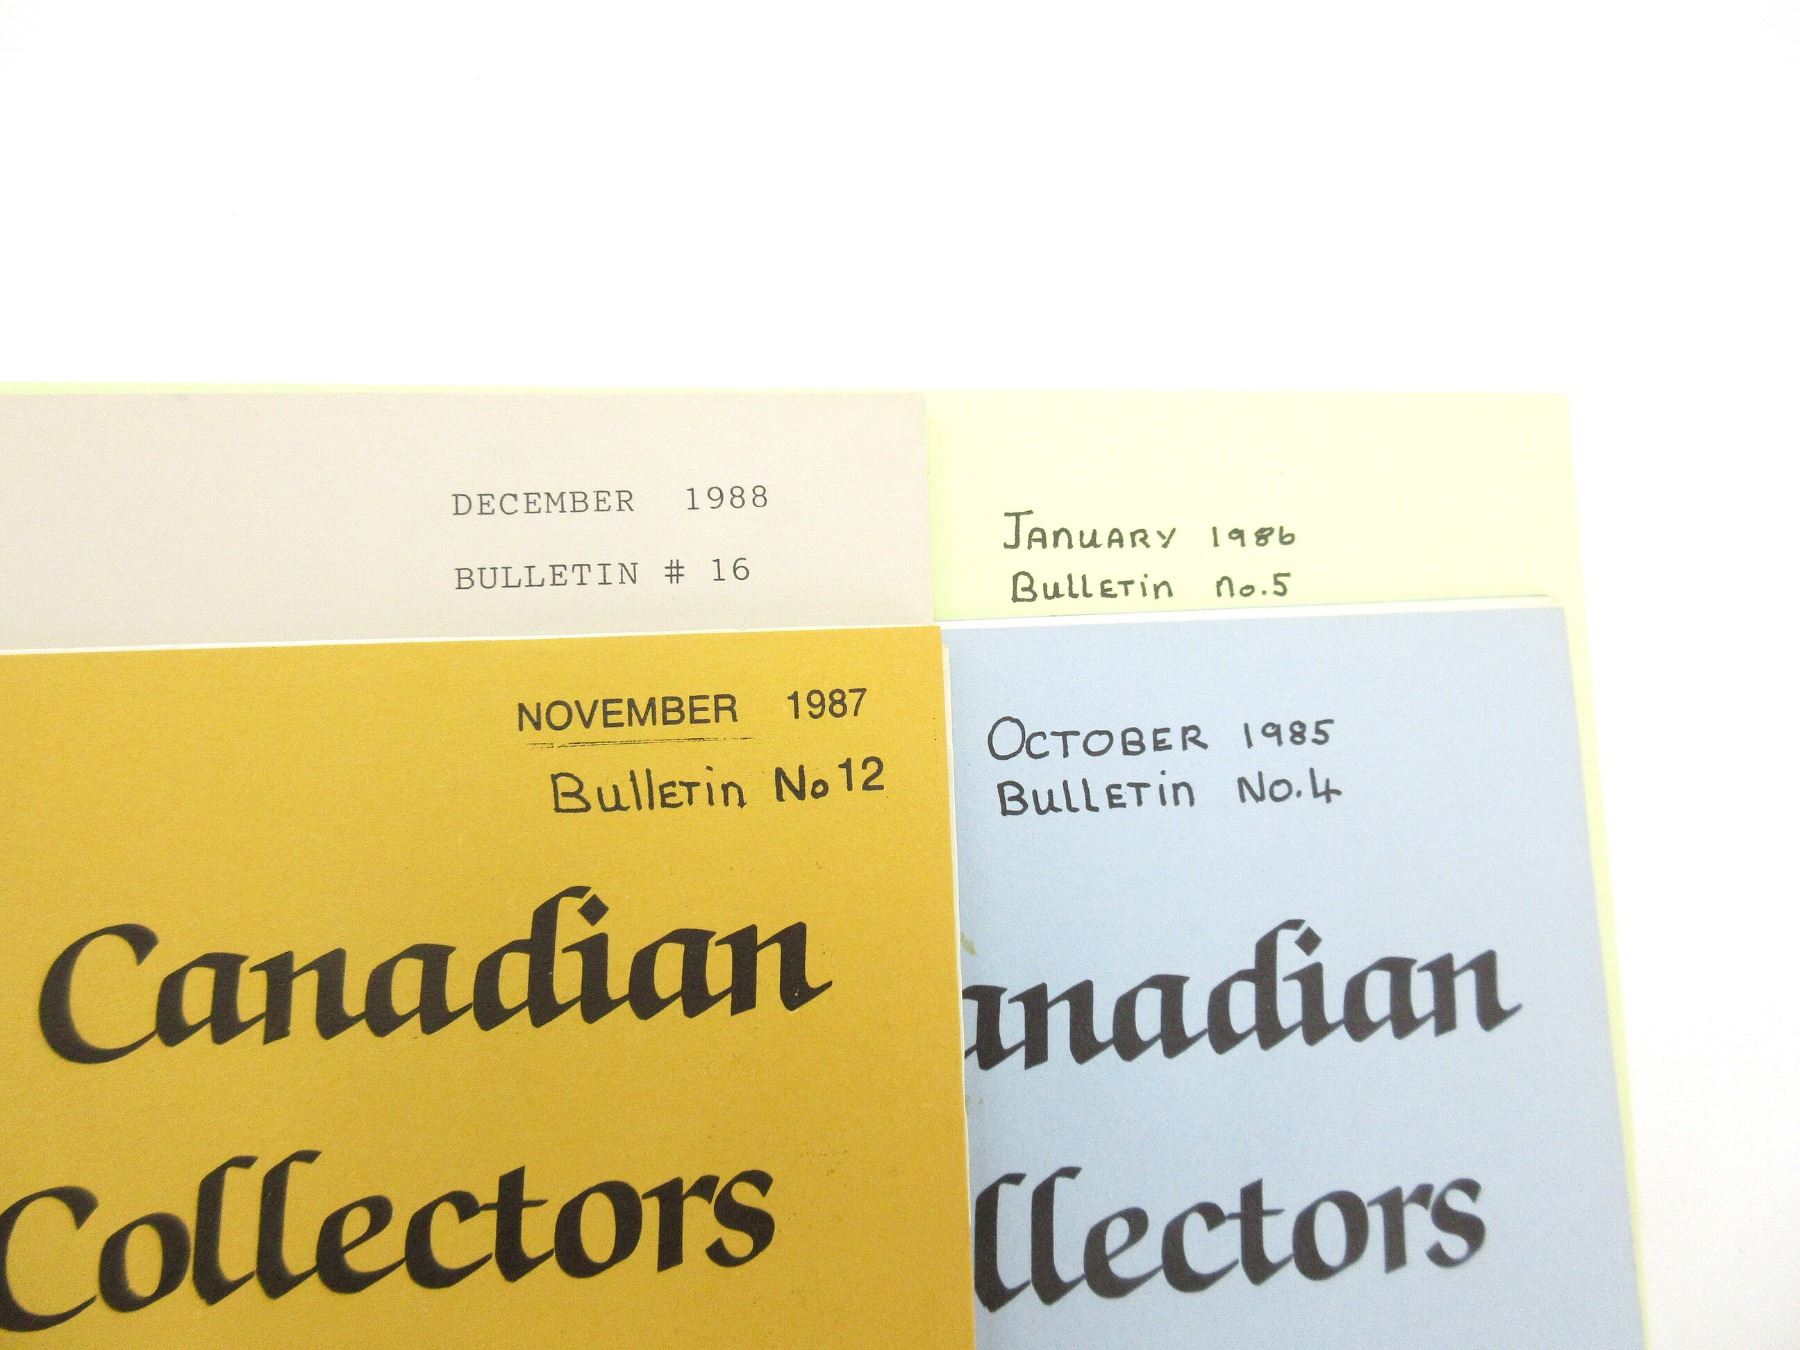 DECEMBER 1988
BULLETIN # 16
JANUARY 1986
Bulletin no.5
NOVEMBER 1987
Bulletin No 12
Canadian
Collectors
OCTOBER 1985
Bulletin No.4
anadian
llectors